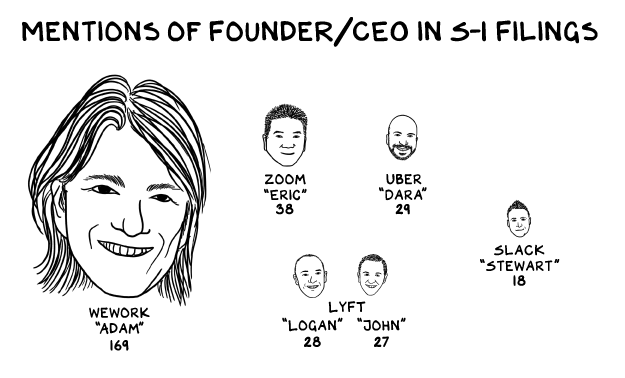 MENTIONS OF FOUNDER/CEO IN S-1 FILINGS
WEWORK
"ADAM"
169
ZOOM
"ERIC"
38
UBER
"DARA"
29
LYFT
"LOGAN" "JOHN"
28 27
SLACK
"STEWART"
18